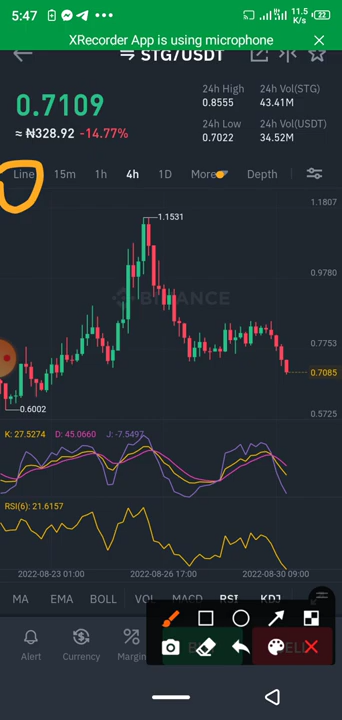 5:47 11.5 K/s 22
XRecorder App is using microphone
STG/USDT
0.7109
≈ ₦328.92 -14.77%
24h High 24h Vol(STG)
0.8555 43.41M
24h Low 24h Vol(USDT)
0.7022 34.52M
Line 15m 1h 4h 1D More Depth
1.1807
1.1531
0.9780
BINANCE
0.7753
0.7085
0.6002
0.5725
K: 27.5274 D: 45.0660 J: -7.5497
RSI(6): 21.6157
2022-08-23 01:00 2022-08-26 17:00 2022-08-30 09:00
MA EMA BOLL VOL MACD RSI KDJ
Alert Currency Margin